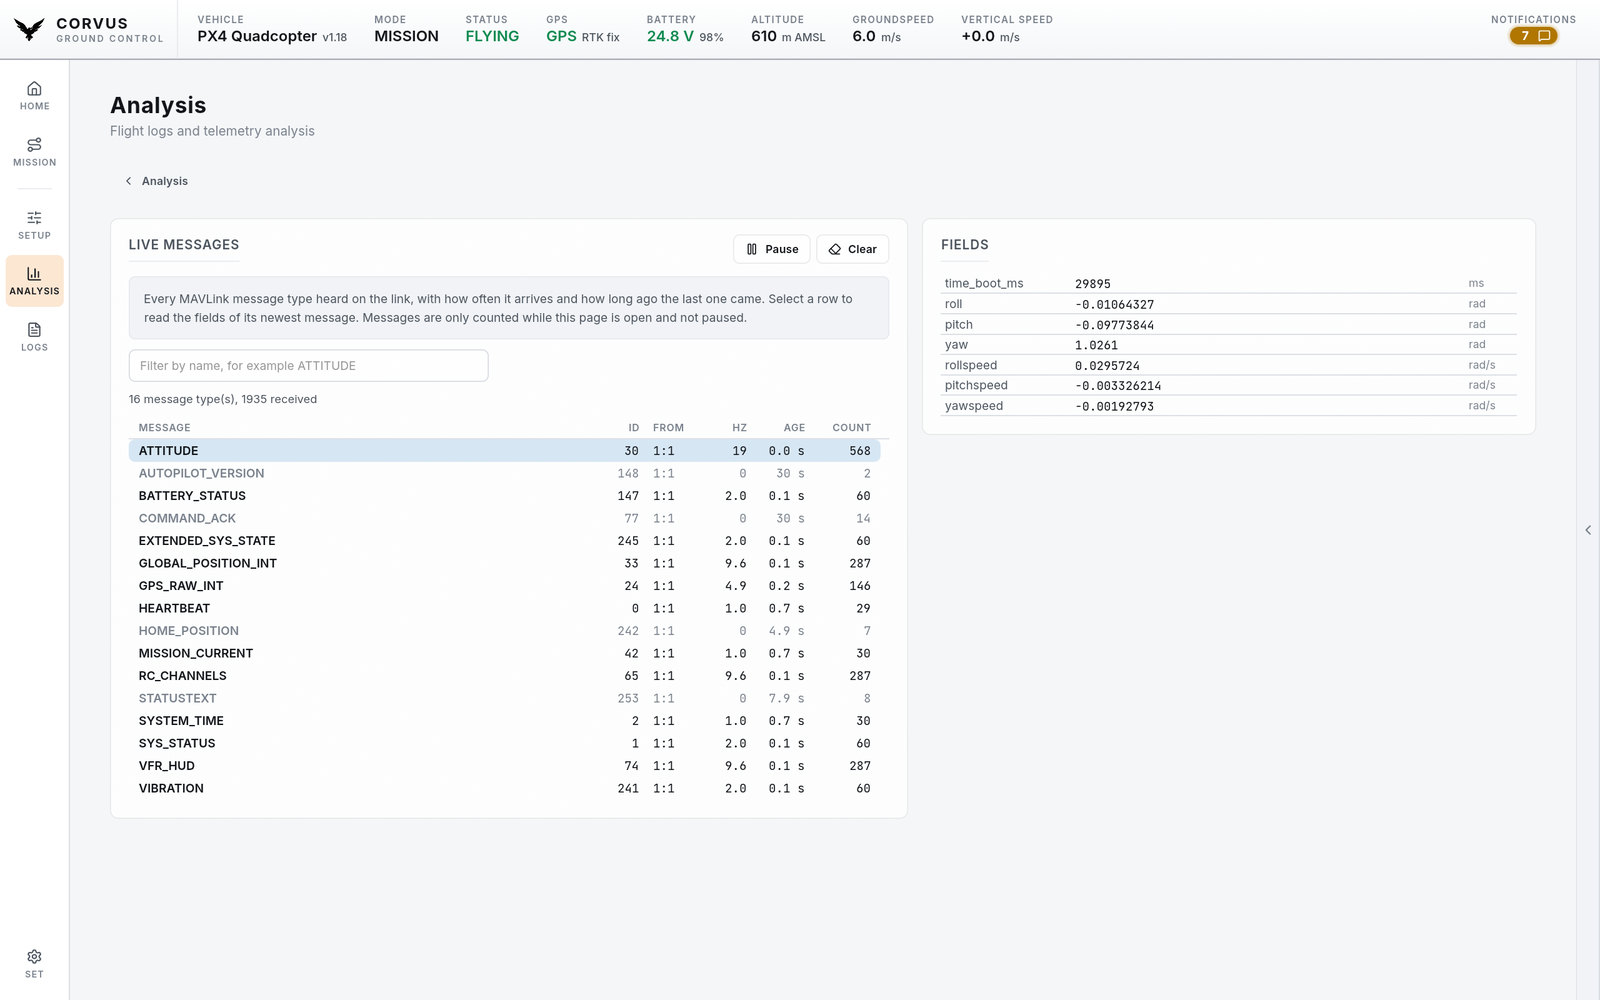 CORVUS
GROUND CONTROL
VEHICLE
PX4 Quadcopter v1.18
MODE
MISSION
STATUS
FLYING
GPS
GPS RTK fix
BATTERY
24.8 V 98%
ALTITUDE
610 m AMSL
GROUNDSPEED
6.0 m/s
VERTICAL SPEED
+0.0 m/s
NOTIFICATIONS
7
HOME
MISSION
SETUP
ANALYSIS
LOGS
SET
Analysis
Flight logs and telemetry analysis
Analysis
LIVE MESSAGES
Pause
Clear
Every MAVLink message type heard on the link, with how often it arrives and how long ago the last one came. Select a row to
read the fields of its newest message. Messages are only counted while this page is open and not paused.
Filter by name, for example ATTITUDE
16 message type(s), 1935 received
MESSAGE ID FROM HZ AGE COUNT
ATTITUDE 30 1:1 19 0.0 s 568
AUTOPILOT_VERSION 148 1:1 0 30 s 2
BATTERY_STATUS 147 1:1 2.0 0.1 s 60
COMMAND_ACK 77 1:1 0 30 s 14
EXTENDED_SYS_STATE 245 1:1 2.0 0.1 s 60
GLOBAL_POSITION_INT 33 1:1 9.6 0.1 s 287
GPS_RAW_INT 24 1:1 4.9 0.2 s 146
HEARTBEAT 0 1:1 1.0 0.7 s 29
HOME_POSITION 242 1:1 0 4.9 s 7
MISSION_CURRENT 42 1:1 1.0 0.7 s 30
RC_CHANNELS 65 1:1 9.6 0.1 s 287
STATUSTEXT 253 1:1 0 7.9 s 8
SYSTEM_TIME 2 1:1 1.0 0.7 s 30
SYS_STATUS 1 1:1 2.0 0.1 s 60
VFR_HUD 74 1:1 9.6 0.1 s 287
VIBRATION 241 1:1 2.0 0.1 s 60
FIELDS
time_boot_ms 29895 ms
roll -0.01064327 rad
pitch -0.09773844 rad
yaw 1.0261 rad
rollspeed 0.0295724 rad/s
pitchspeed -0.003326214 rad/s
yawspeed -0.00192793 rad/s